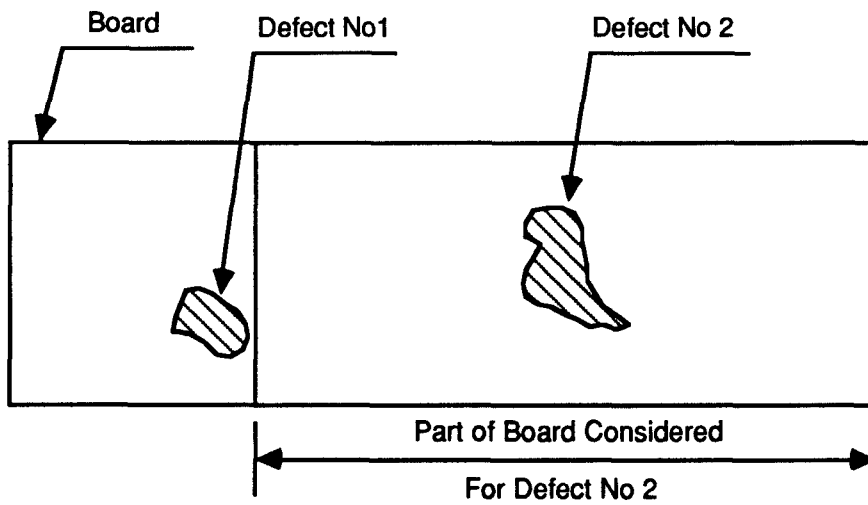 Board
Defect No1
Defect No 2
Part of Board Considered
For Defect No 2